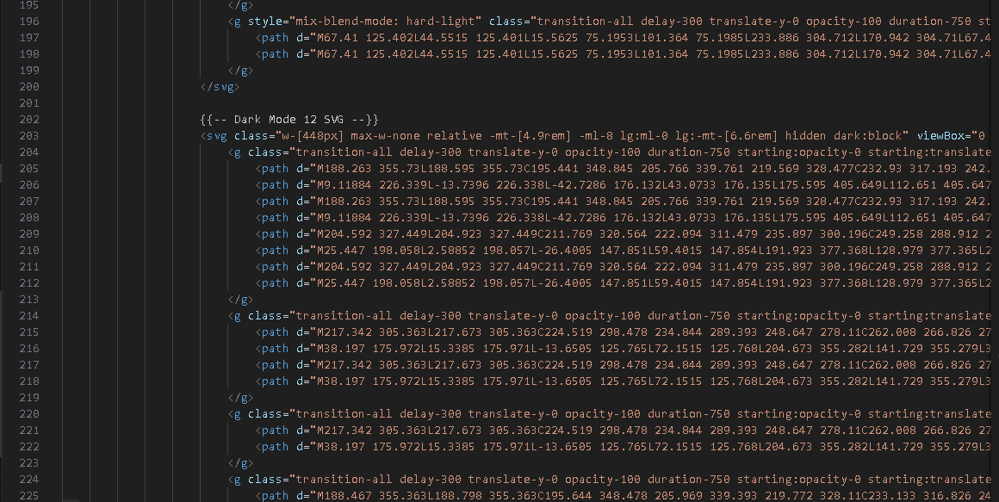 195 </g>
196 <g style="mix-blend-mode: hard-light" class="transition-all delay-300 translate-y-0 opacity-100 duration-750 st
197 <path d="M67.41 125.402L44.5515 125.401L15.5625 75.1953L101.364 75.1985L233.886 304.712L170.942 304.71L67.4
198 <path d="M67.41 125.402L44.5515 125.401L15.5625 75.1953L101.364 75.1985L233.886 304.712L170.942 304.71L67.4
199 </g>
200 </svg>
201
202 {{-- Dark Mode 12 SVG --}}
203 <svg class="w-[448px] max-w-none relative -mt-[4.9rem] -ml-8 lg:ml-0 lg:-mt-[6.6rem] hidden dark:block" viewBox="0
204 <g class="transition-all delay-300 translate-y-0 opacity-100 duration-750 starting:opacity-0 starting:translate
205 <path d="M188.263 355.73L188.595 355.73C195.441 348.845 205.766 339.761 219.569 328.477C232.93 317.193 242.
206 <path d="M9.11884 226.339L-13.7396 226.338L-42.7286 176.132L43.0733 176.135L175.595 405.649L112.651 405.647
207 <path d="M188.263 355.73L188.595 355.73C195.441 348.845 205.766 339.761 219.569 328.477C232.93 317.193 242.
208 <path d="M9.11884 226.339L-13.7396 226.338L-42.7286 176.132L43.0733 176.135L175.595 405.649L112.651 405.647
209 <path d="M204.592 327.449L204.923 327.449C211.769 320.564 222.094 311.479 235.897 300.196C249.258 288.912 2
210 <path d="M25.447 198.058L2.58852 198.057L-26.4005 147.851L59.4015 147.854L191.923 377.368L128.979 377.365L2
211 <path d="M204.592 327.449L204.923 327.449C211.769 320.564 222.094 311.479 235.897 300.196C249.258 288.912 2
212 <path d="M25.447 198.058L2.58852 198.057L-26.4005 147.851L59.4015 147.854L191.923 377.368L128.979 377.365L2
213 </g>
214 <g class="transition-all delay-300 translate-y-0 opacity-100 duration-750 starting:opacity-0 starting:translate
215 <path d="M217.342 305.363L217.673 305.363C224.519 298.478 234.844 289.393 248.647 278.11C262.008 266.826 27
216 <path d="M38.197 175.972L15.3385 175.971L-13.6505 125.765L72.1515 125.768L204.673 355.282L141.729 355.279L3
217 <path d="M217.342 305.363L217.673 305.363C224.519 298.478 234.844 289.393 248.647 278.11C262.008 266.826 27
218 <path d="M38.197 175.972L15.3385 175.971L-13.6505 125.765L72.1515 125.768L204.673 355.282L141.729 355.279L3
219 </g>
220 <g class="transition-all delay-300 translate-y-0 opacity-100 duration-750 starting:opacity-0 starting:translate
221 <path d="M217.342 305.363L217.673 305.363C224.519 298.478 234.844 289.393 248.647 278.11C262.008 266.826 27
222 <path d="M38.197 175.972L15.3385 175.971L-13.6505 125.765L72.1515 125.768L204.673 355.282L141.729 355.279L3
223 </g>
224 <g class="transition-all delay-300 translate-y-0 opacity-100 duration-750 starting:opacity-0 starting:translate
225 <path d="M188.467 355.363L188.798 355.363C195.644 348.478 205.969 339.393 219.772 328.11C233.133 316.826 24